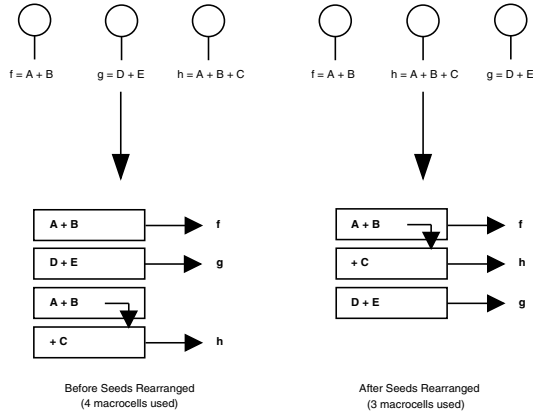 f = A + B
g = D + E
h = A + B + C
f = A + B
h = A + B + C
g = D + E
A + B
f
D + E
g
A + B
+ C
h
A + B
f
+ C
h
D + E
g
Before Seeds Rearranged
(4 macrocells used)
After Seeds Rearranged
(3 macrocells used)